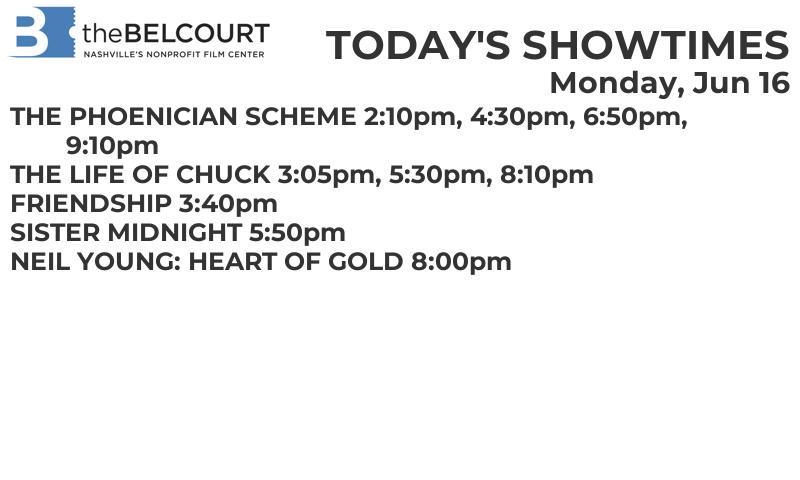 B theBELCOURT
NASHVILLE'S NONPROFIT FILM CENTER
TODAY'S SHOWTIMES
Monday, Jun 16
THE PHOENICIAN SCHEME 2:10pm, 4:30pm, 6:50pm,
9:10pm
THE LIFE OF CHUCK 3:05pm, 5:30pm, 8:10pm
FRIENDSHIP 3:40pm
SISTER MIDNIGHT 5:50pm
NEIL YOUNG: HEART OF GOLD 8:00pm